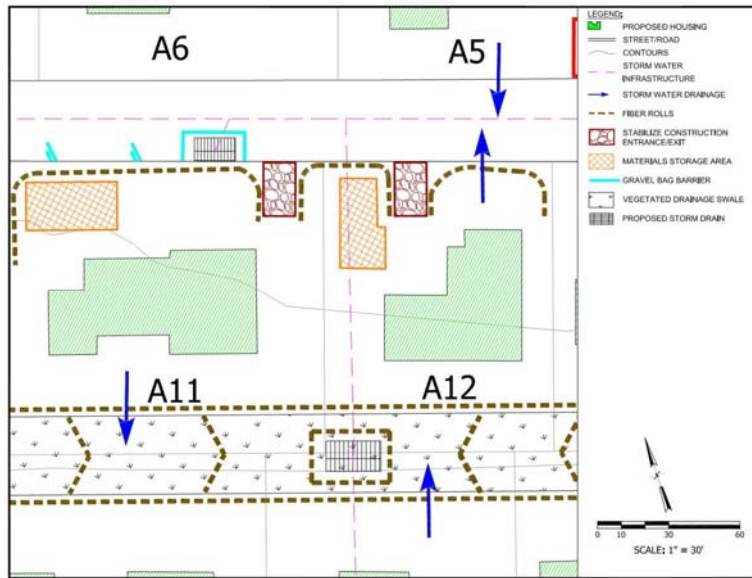 A6
A5
A11
A12
LEGEND:
PROPOSED HOUSING
STREET/ROAD
CONTOURS
STORM WATER
INFRASTRUCTURE
STORM WATER DRAINAGE
FIBER ROLLS
STABILIZE CONSTRUCTION
ENTRANCE/EXIT
MATERIALS STORAGE AREA
GRAVEL BAG BARRIER
VEGETATED DRAINAGE SWALE
PROPOSED STORM DRAIN
0 10 30 60
SCALE: 1" = 30'